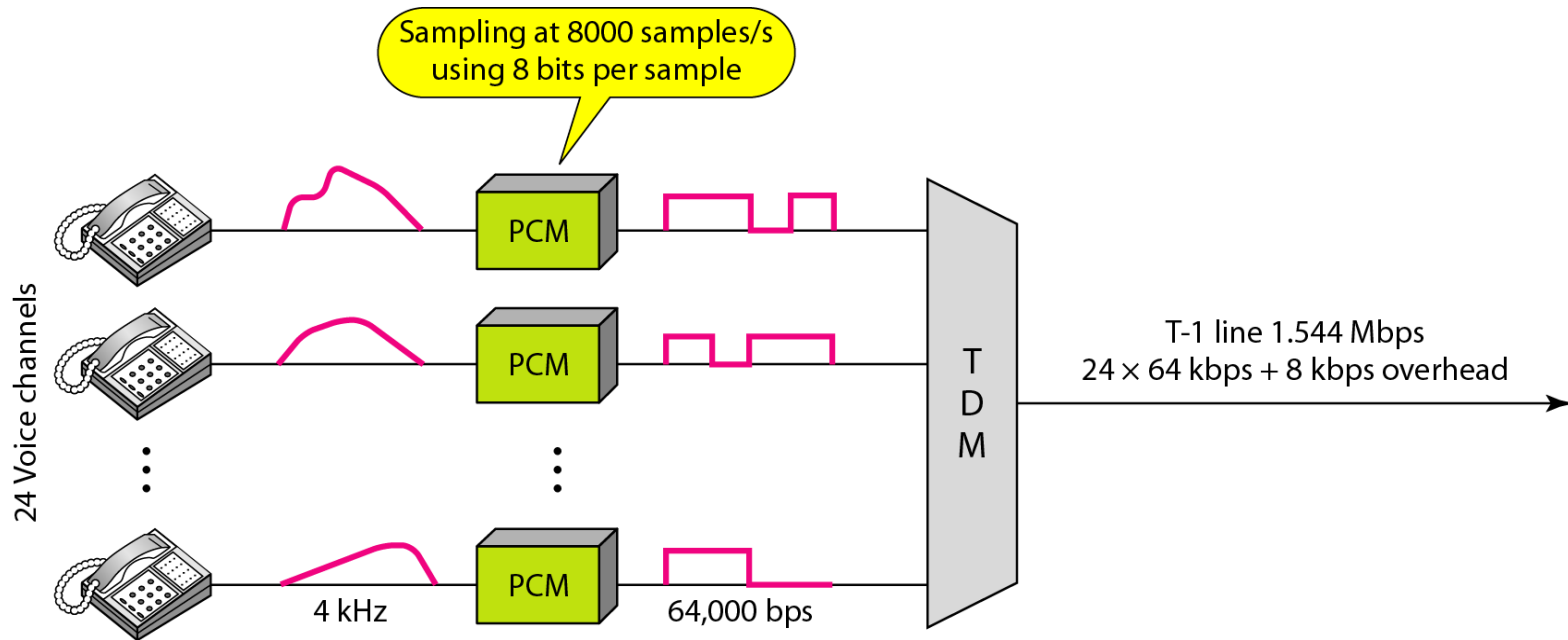 Sampling at 8000 samples/s
using 8 bits per sample
24 Voice channels
PCM
PCM
PCM
4 kHz
64,000 bps
T
D
M
T-1 line 1.544 Mbps
24 × 64 kbps + 8 kbps overhead